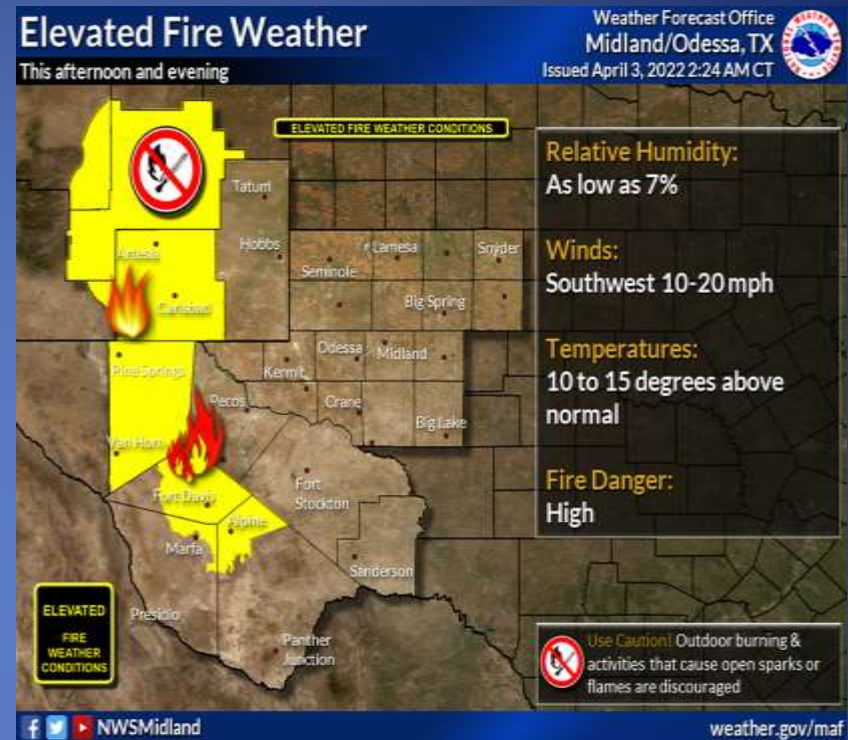 Elevated Fire Weather
This afternoon and evening
Weather Forecast Office
Midland/Odessa,TX
Issued April 3, 2022 2:24 AM CT
ELEVATED FIRE WEATHER CONDITIONS
Tatum
Artesia
Hobbs
Lamesa
Snyder
Seminole
Carlsbad
Big Spring
Pine Springs
Kermit
Odessa
Midland
Pecos
Crane
Big Lake
Van Horn
Fort Davis
Fort
Stockton
Alpine
Marfa
Sanderson
Presidio
Panther
Junction
Relative Humidity:
As low as 7%
Winds:
Southwest 10-20 mph
Temperatures:
10 to 15 degrees above
normal
Fire Danger:
High
ELEVATED
FIRE
WEATHER
CONDITIONS
Use Caution! Outdoor burning &
activities that cause open sparks or
flames are discouraged
NWSMidland
weather.gov/maf